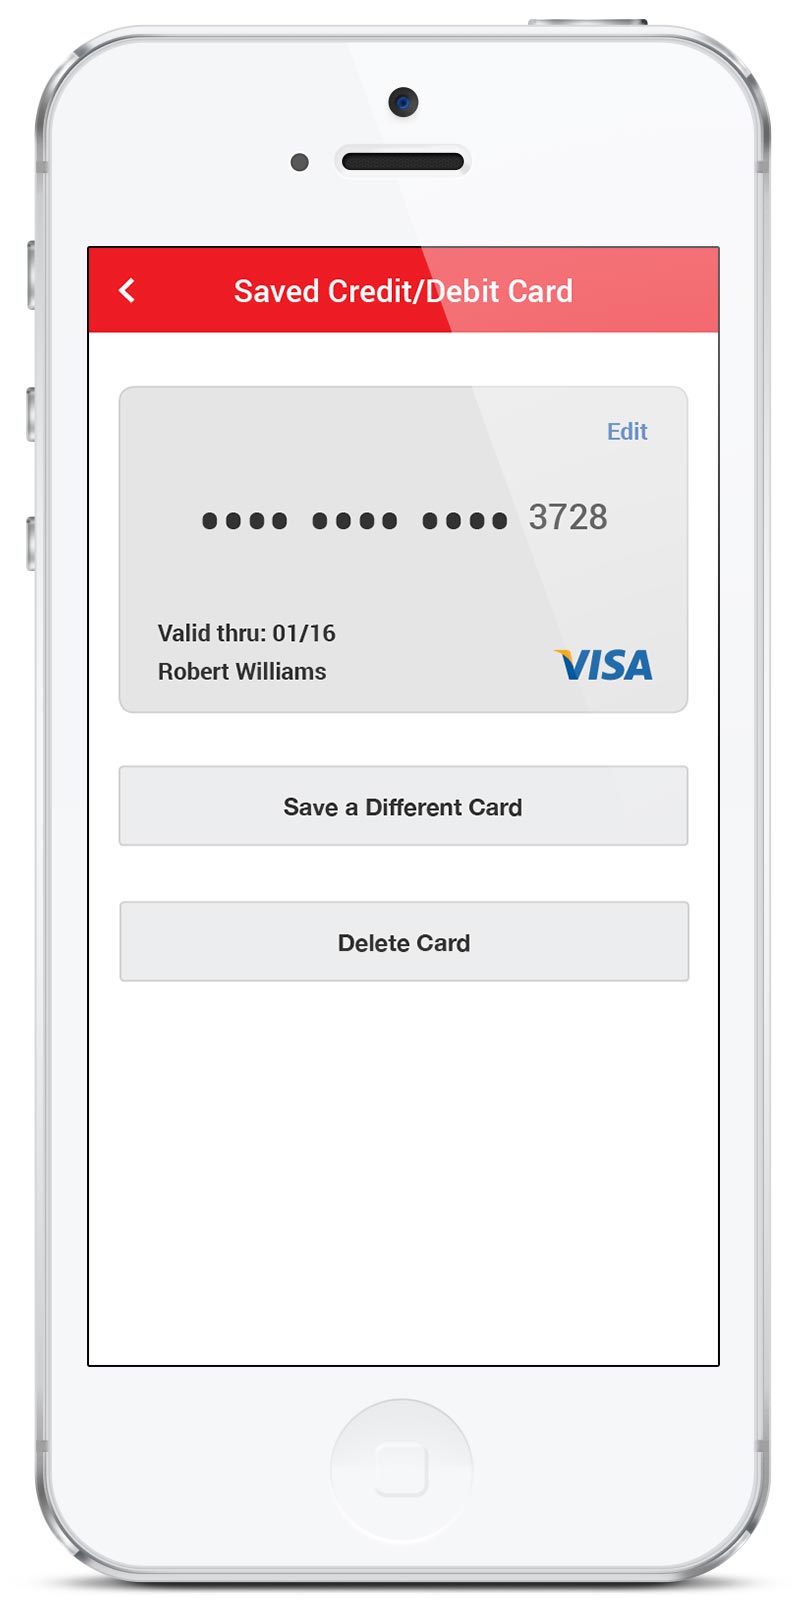 Saved Credit/Debit Card
Edit
•••• •••• •••• 3728
Valid thru: 01/16
Robert Williams
VISA
Save a Different Card
Delete Card